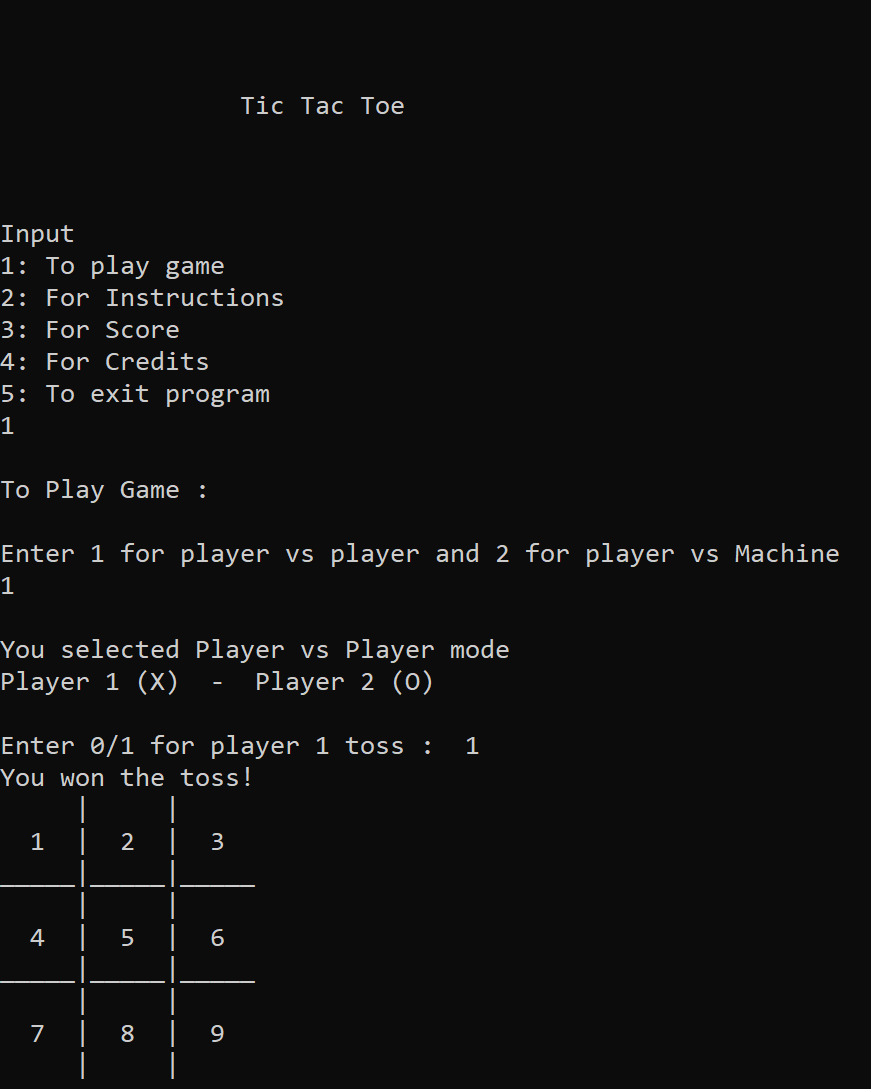 Tic Tac Toe
Input
1: To play game
2: For Instructions
3: For Score
4: For Credits
5: To exit program
1
To Play Game :
Enter 1 for player vs player and 2 for player vs Machine
1
You selected Player vs Player mode
Player 1 (X)  -  Player 2 (O)
Enter 0/1 for player 1 toss :  1
You won the toss!
     |     |
  1  |  2  |  3
_____|_____|_____
     |     |
  4  |  5  |  6
_____|_____|_____
     |     |
  7  |  8  |  9
     |     |